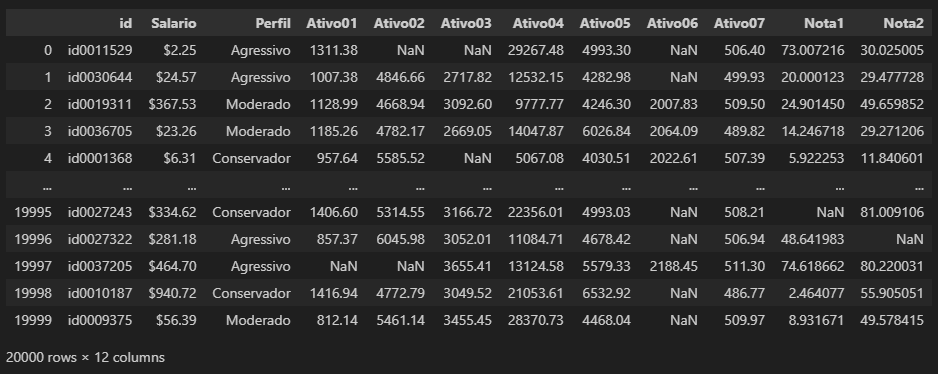 id Salario Perfil Ativo01 Ativo02 Ativo03 Ativo04 Ativo05 Ativo06 Ativo07 Nota1 Nota2
0 id0011529 $2.25 Agressivo 1311.38 NaN NaN 29267.48 4993.30 NaN 506.40 73.007216 30.025005
1 id0030644 $24.57 Agressivo 1007.38 4846.66 2717.82 12532.15 4282.98 NaN 499.93 20.000123 29.477728
2 id0019311 $367.53 Moderado 1128.99 4668.94 3092.60 9777.77 4246.30 2007.83 509.50 24.901450 49.659852
3 id0036705 $23.26 Moderado 1185.26 4782.17 2669.05 14047.87 6026.84 2064.09 489.82 14.246718 29.271206
4 id0001368 $6.31 Conservador 957.64 5585.52 NaN 5067.08 4030.51 2022.61 507.39 5.922253 11.840601
... ... ... ... ... ... ... ... ... ... ... ... ...
19995 id0027243 $334.62 Conservador 1406.60 5314.55 3166.72 22356.01 4993.03 NaN 508.21 NaN 81.009106
19996 id0027322 $281.18 Agressivo 857.37 6045.98 3052.01 11084.71 4678.42 NaN 506.94 48.641983 NaN
19997 id0037205 $464.70 Agressivo NaN NaN 3655.41 13124.58 5579.33 2188.45 511.30 74.618662 80.220031
19998 id0010187 $940.72 Conservador 1416.94 4772.79 3049.52 21053.61 6532.92 NaN 486.77 2.464077 55.905051
19999 id0009375 $56.39 Moderado 812.14 5461.14 3455.45 28370.73 4468.04 NaN 509.97 8.931671 49.578415
20000 rows × 12 columns